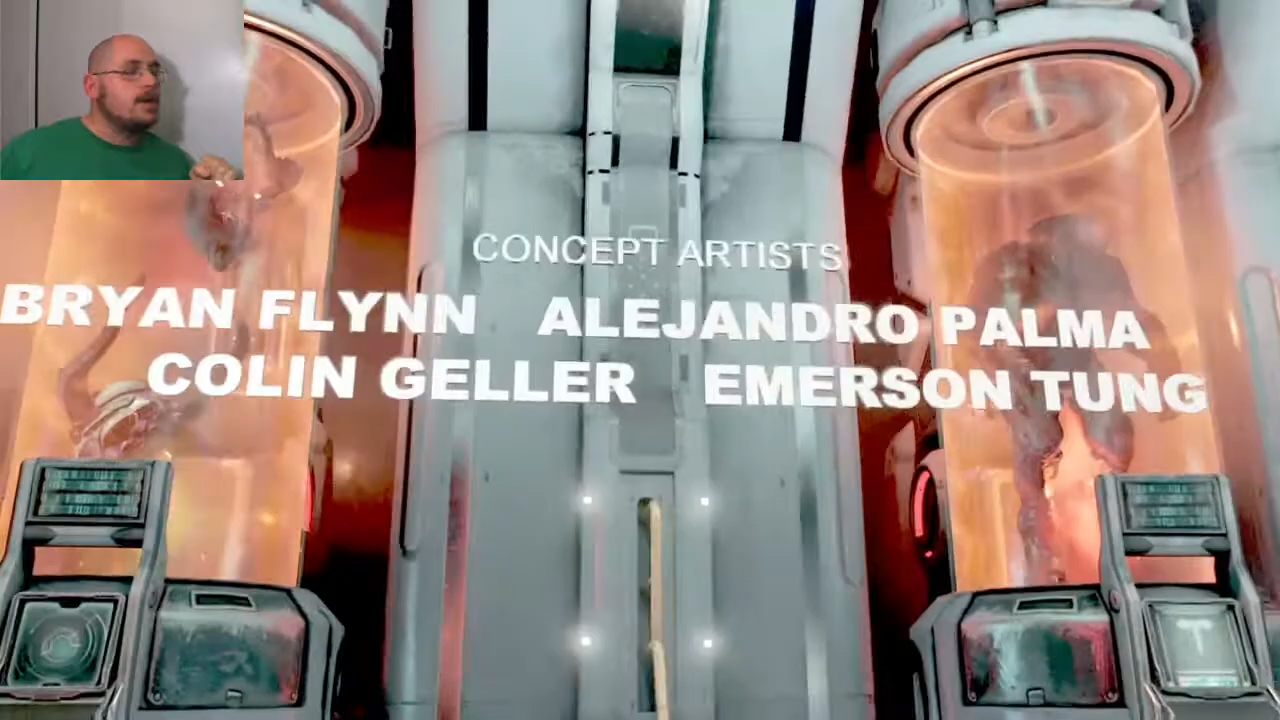 CONCEPT ARTISTS
BRYAN FLYNN ALEJANDRO PALMA
COLIN GELLER EMERSON TUNG